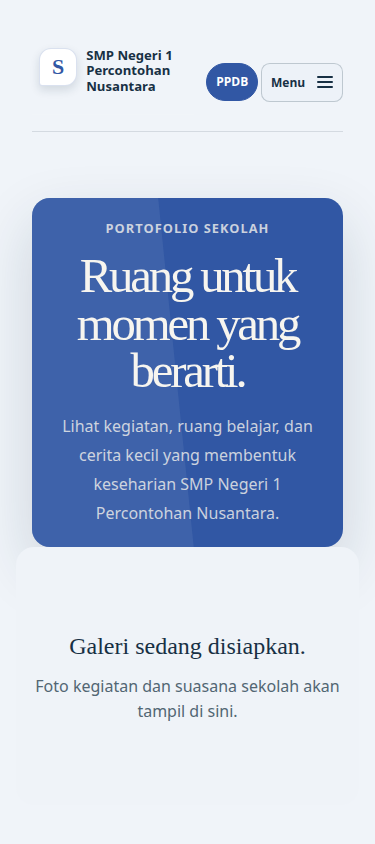 S
SMP Negeri 1
Percontohan
Nusantara
PPDB
Menu
PORTOFOLIO SEKOLAH
Ruang untuk
momen yang
berarti.
Lihat kegiatan, ruang belajar, dan
cerita kecil yang membentuk
keseharian SMP Negeri 1
Percontohan Nusantara.
Galeri sedang disiapkan.
Foto kegiatan dan suasana sekolah akan
tampil di sini.